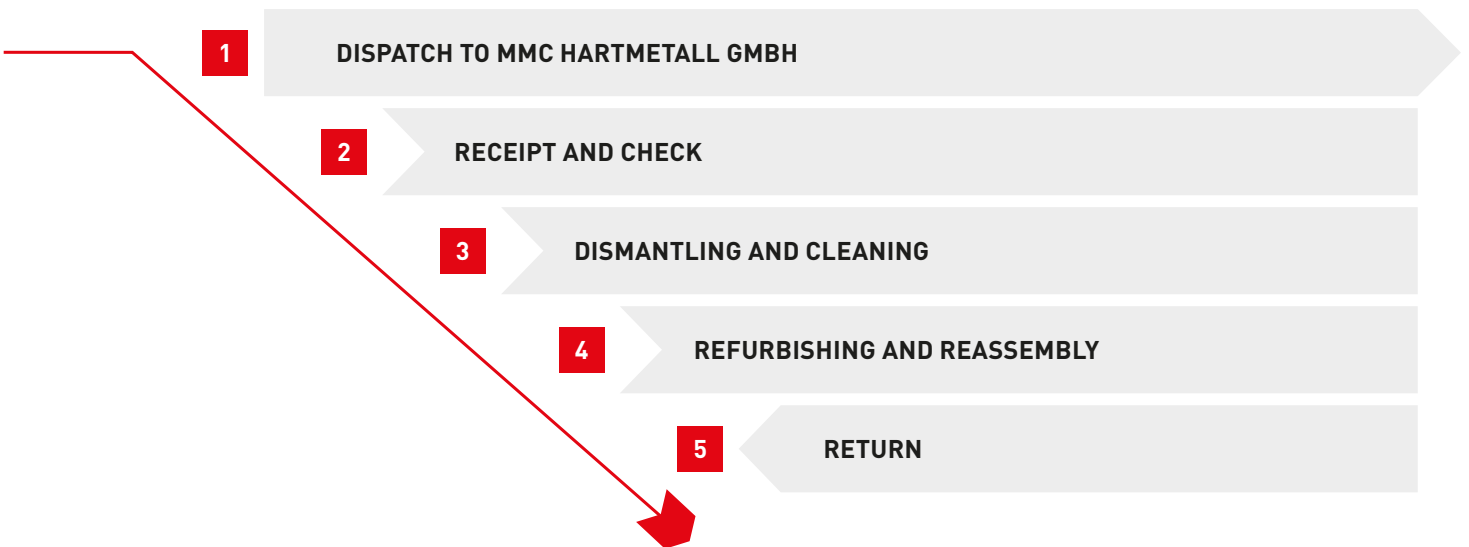 1 DISPATCH TO MMC HARTMETALL GMBH
2 RECEIPT AND CHECK
3 DISMANTLING AND CLEANING
4 REFURBISHING AND REASSEMBLY
5 RETURN